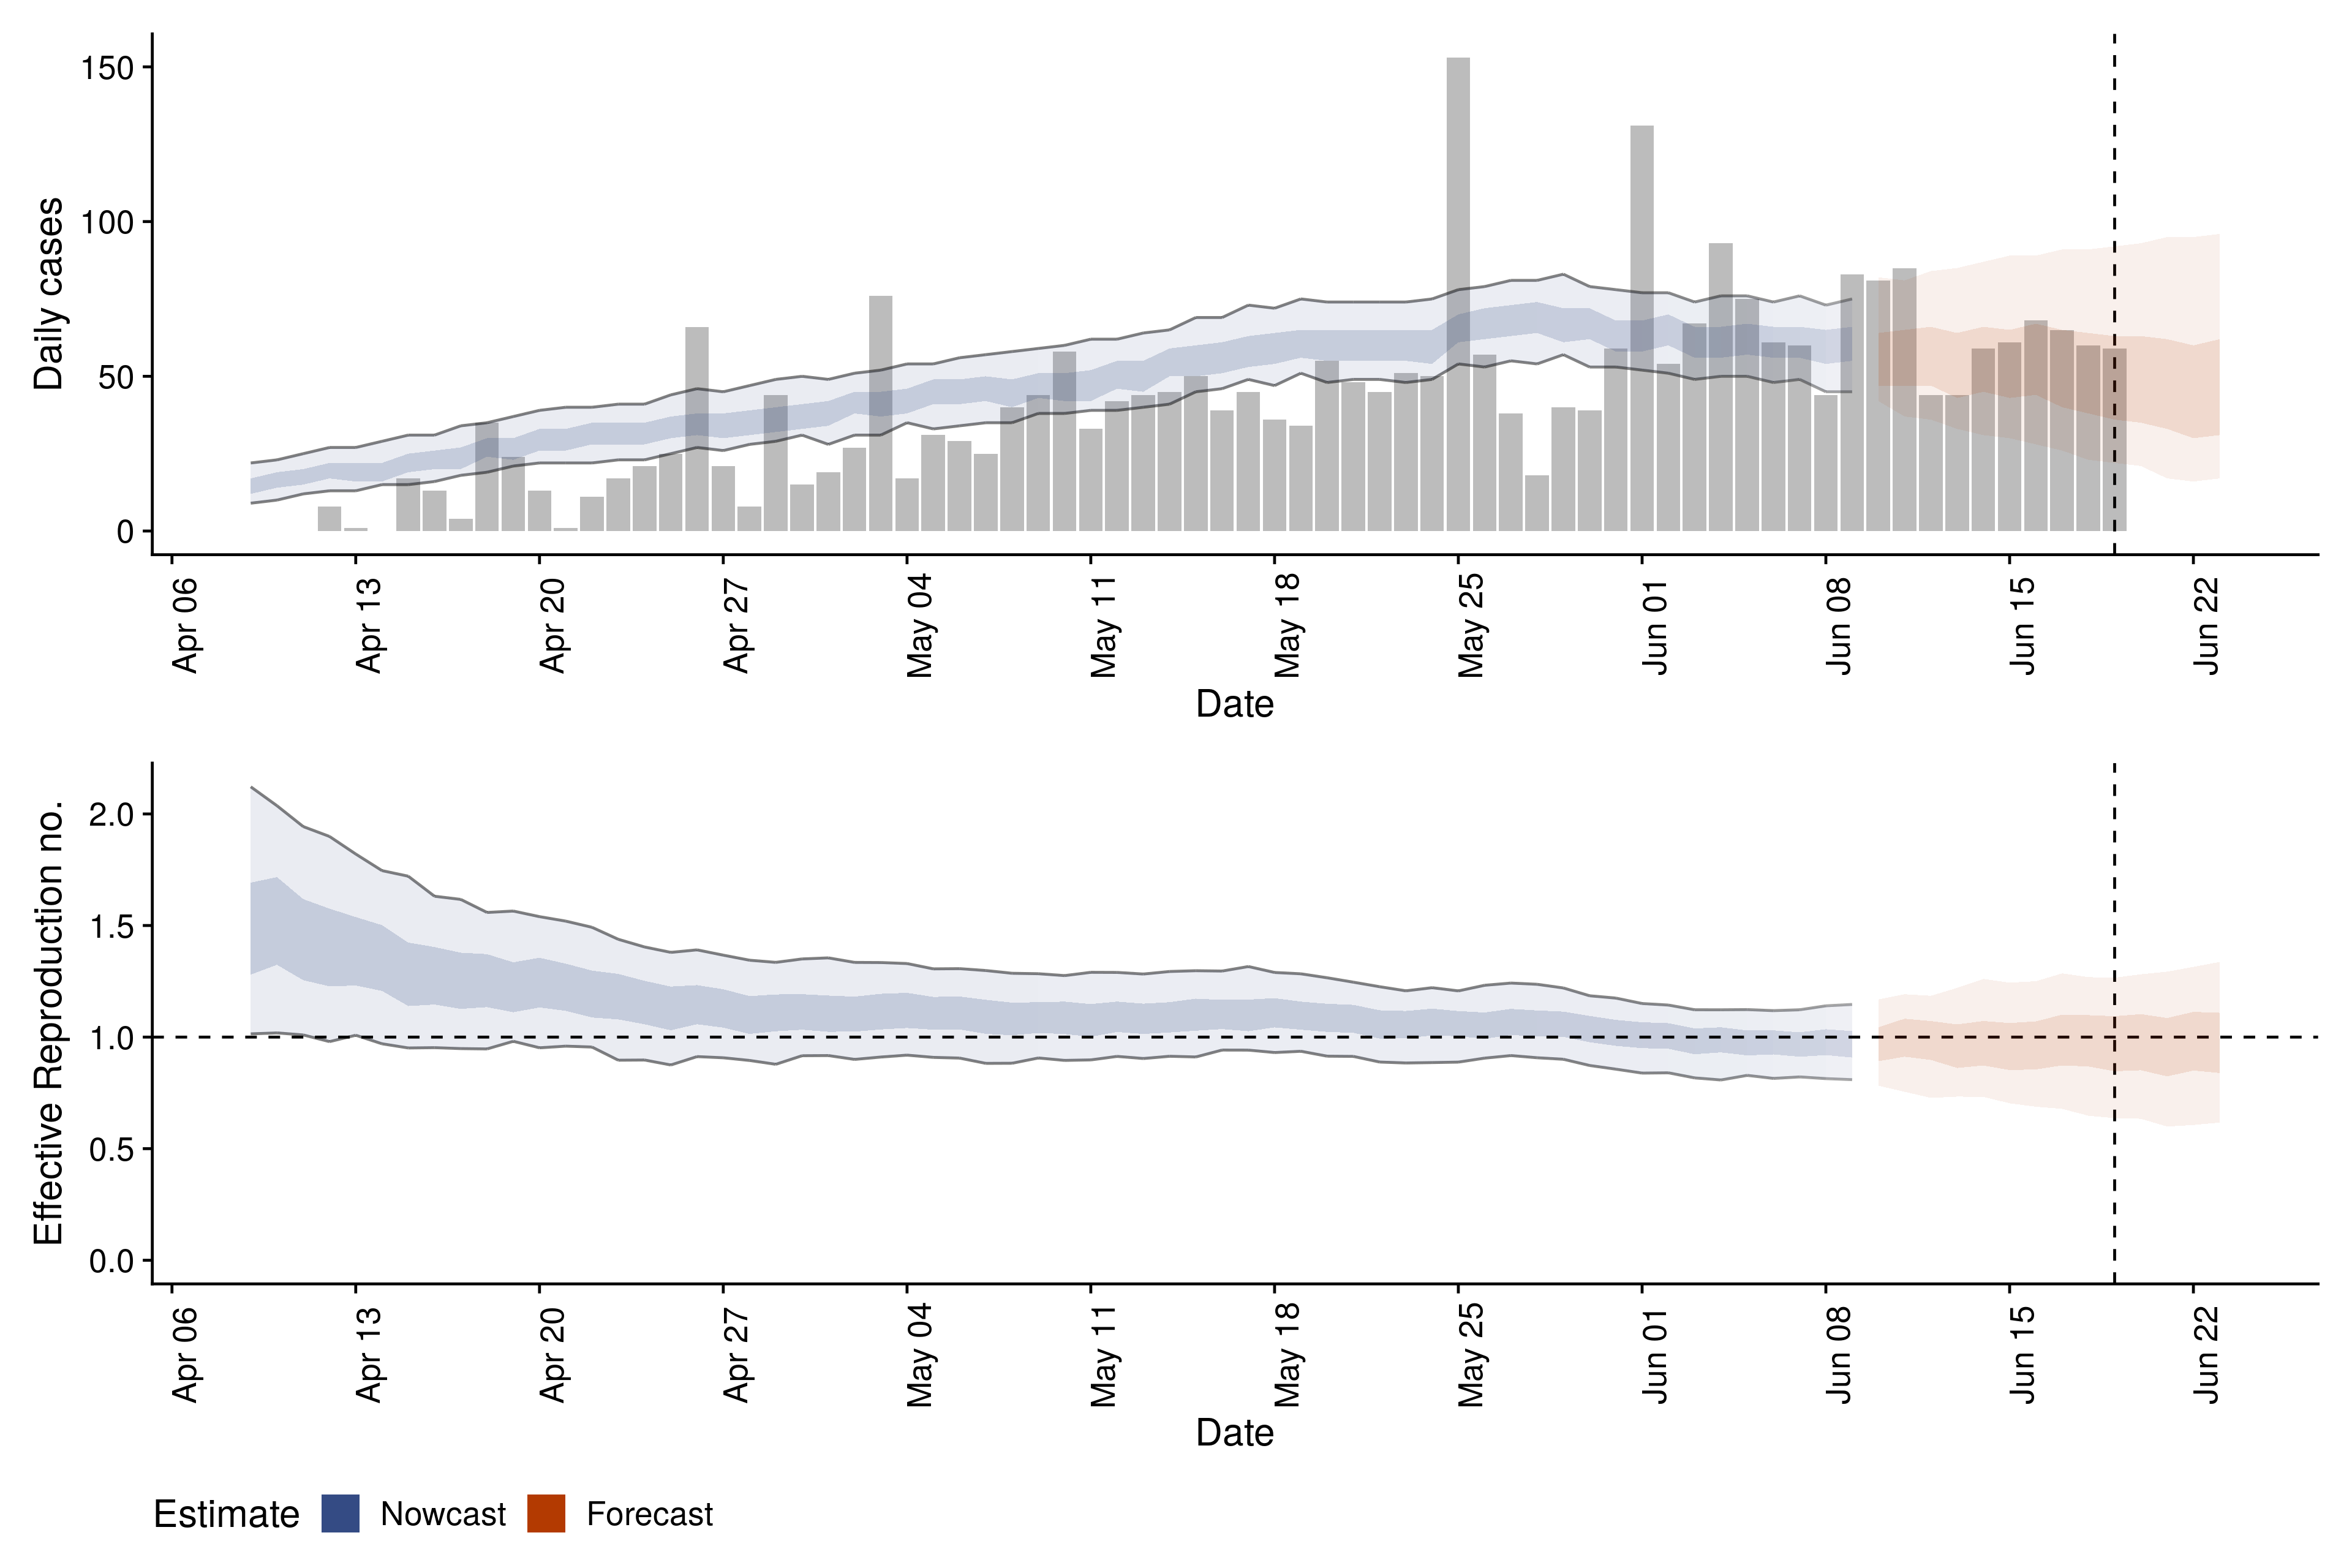 Daily cases
150
100
50
0
Apr 06
Apr 13
Apr 20
Apr 27
May 04
May 11
May 18
May 25
Jun 01
Jun 08
Jun 15
Jun 22
Date
Effective Reproduction no.
2.0
1.5
1.0
0.5
0.0
Apr 06
Apr 13
Apr 20
Apr 27
May 04
May 11
May 18
May 25
Jun 01
Jun 08
Jun 15
Jun 22
Date
Estimate Nowcast Forecast